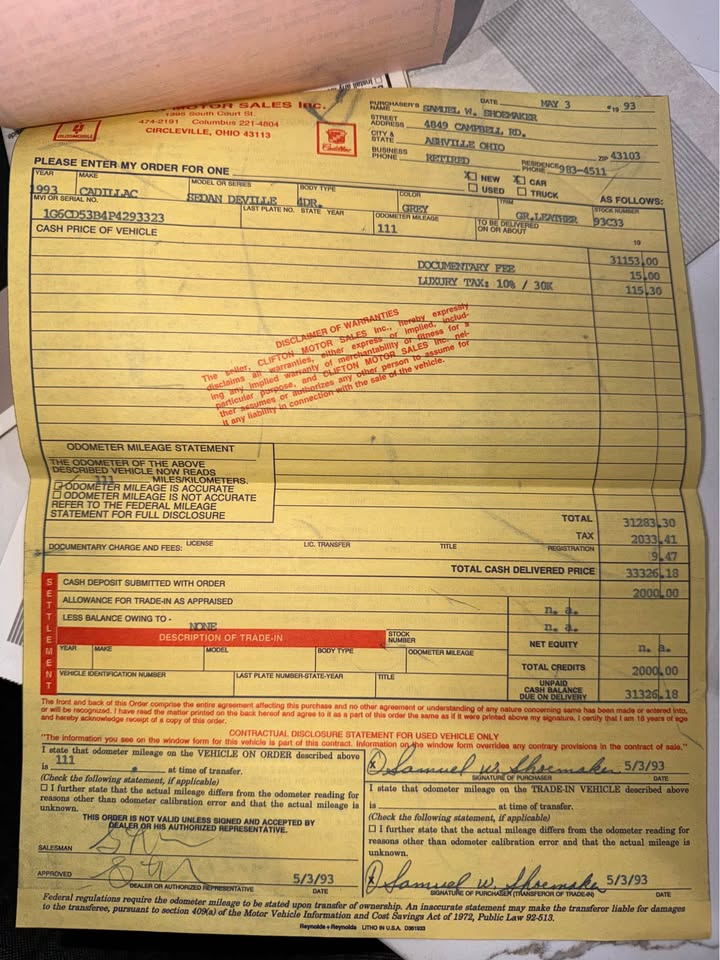 MOTOR SALES Inc.
1395 South Court St.
474-2191 Columbus 221-4804
CIRCLEVILLE, OHIO 43113
OLDSMOBILE
Cadillac
DATE MAY 3 19 93
PURCHASER'S NAME SAMUEL W. SHOEMAKER
STREET ADDRESS 4849 CAMPBELL RD.
CITY & STATE ASHVILLE OHIO ZIP 43103
BUSINESS PHONE RETIRED RESIDENCE PHONE 983-4511
PLEASE ENTER MY ORDER FOR ONE
X NEW X CAR
USED TRUCK
AS FOLLOWS:
YEAR MAKE MODEL OR SERIES BODY TYPE COLOR TRIM STOCK NUMBER
1993 CADILLAC SEDAN DEVILLE 4DR. GREY GR.LEATHER 93C33
MVI OR SERIAL NO. LAST PLATE NO. STATE YEAR ODOMETER MILEAGE TO BE DELIVERED ON OR ABOUT 19
1G6CD53B4P4293323 111
CASH PRICE OF VEHICLE 31153.00
DOCUMENTARY FEE 15.00
LUXURY TAX: 10% / 30K 115.30
DISCLAIMER OF WARRANTIES
The seller, CLIFTON MOTOR SALES Inc., hereby expressly
disclaims all warranties, either express or implied, includ-
ing any implied warranty of merchantability or fitness for a
particular purpose, and CLIFTON MOTOR SALES Inc. nei-
ther assumes or authorizes any other person to assume for
it any liability in connection with the sale of the vehicle.
ODOMETER MILEAGE STATEMENT
THE ODOMETER OF THE ABOVE
DESCRIBED VEHICLE NOW READS
111 MILES/KILOMETERS.
ODOMETER MILEAGE IS ACCURATE
ODOMETER MILEAGE IS NOT ACCURATE
REFER TO THE FEDERAL MILEAGE
STATEMENT FOR FULL DISCLOSURE
TOTAL 31283.30
TAX 2033.41
DOCUMENTARY CHARGE AND FEES: LICENSE LIC. TRANSFER TITLE REGISTRATION 9.47
TOTAL CASH DELIVERED PRICE 33326.18
SETTLEMENT
CASH DEPOSIT SUBMITTED WITH ORDER 2000.00
ALLOWANCE FOR TRADE-IN AS APPRAISED n. a.
LESS BALANCE OWING TO - NONE n. a.
DESCRIPTION OF TRADE-IN STOCK NUMBER NET EQUITY n. a.
YEAR MAKE MODEL BODY TYPE ODOMETER MILEAGE
TOTAL CREDITS 2000.00
VEHICLE IDENTIFICATION NUMBER LAST PLATE NUMBER-STATE-YEAR TITLE
UNPAID CASH BALANCE DUE ON DELIVERY 31326.18
The front and back of this Order comprise the entire agreement affecting this purchase and no other agreement or understanding of any nature concerning same has been made or entered into,
or will be recognized. I have read the matter printed on the back hereof and agree to it as a part of this order the same as if it were printed above my signature. I certify that I am 18 years of age
and hereby acknowledge receipt of a copy of this order.
CONTRACTUAL DISCLOSURE STATEMENT FOR USED VEHICLE ONLY
"The information you see on the window form for this vehicle is part of this contract. Information on the window form overrides any contrary provisions in the contract of sale."
I state that odometer mileage on the VEHICLE ON ORDER described above
is 111 at time of transfer.
(Check the following statement, if applicable)
I further state that the actual mileage differs from the odometer reading for
reasons other than odometer calibration error and that the actual mileage is
unknown.
THIS ORDER IS NOT VALID UNLESS SIGNED AND ACCEPTED BY
DEALER OR HIS AUTHORIZED REPRESENTATIVE.
SALESMAN
APPROVED 5/3/93
DEALER OR AUTHORIZED REPRESENTATIVE DATE
X Samuel W. Shoemaker 5/3/93
SIGNATURE OF PURCHASER DATE
I state that odometer mileage on the TRADE-IN VEHICLE described above
is at time of transfer.
(Check the following statement, if applicable)
I further state that the actual mileage differs from the odometer reading for
reasons other than odometer calibration error and that the actual mileage is
unknown.
X Samuel W. Shoemaker 5/3/93
SIGNATURE OF PURCHASER (TRANSFEROR OF TRADE-IN) DATE
Federal regulations require the odometer mileage to be stated upon transfer of ownership. An inaccurate statement may make the transferor liable for damages
to the transferee, pursuant to section 409(a) of the Motor Vehicle Information and Cost Savings Act of 1972, Public Law 92-513.
Reynolds + Reynolds LITHO IN U.S.A. D361933